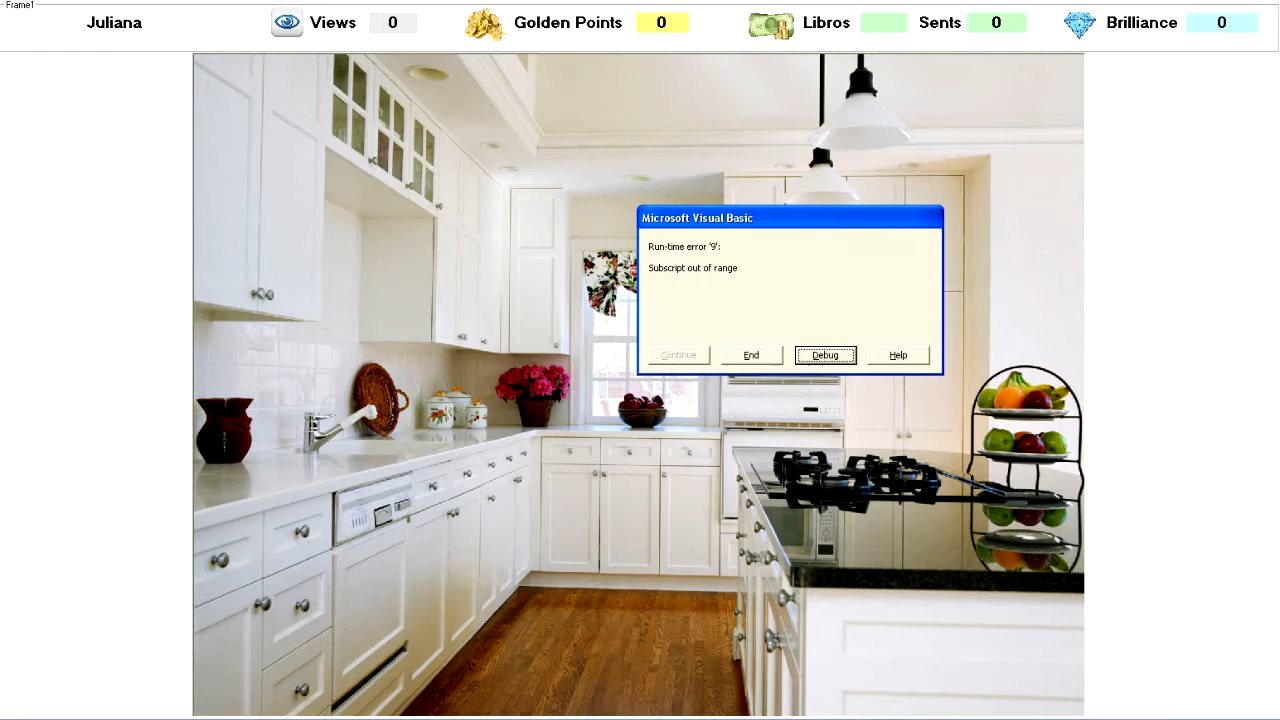 Frame1
Juliana Views 0 Golden Points 0 Libros Sents 0 Brilliance 0
Microsoft Visual Basic
Run-time error '9':
Subscript out of range
Continue End Debug Help